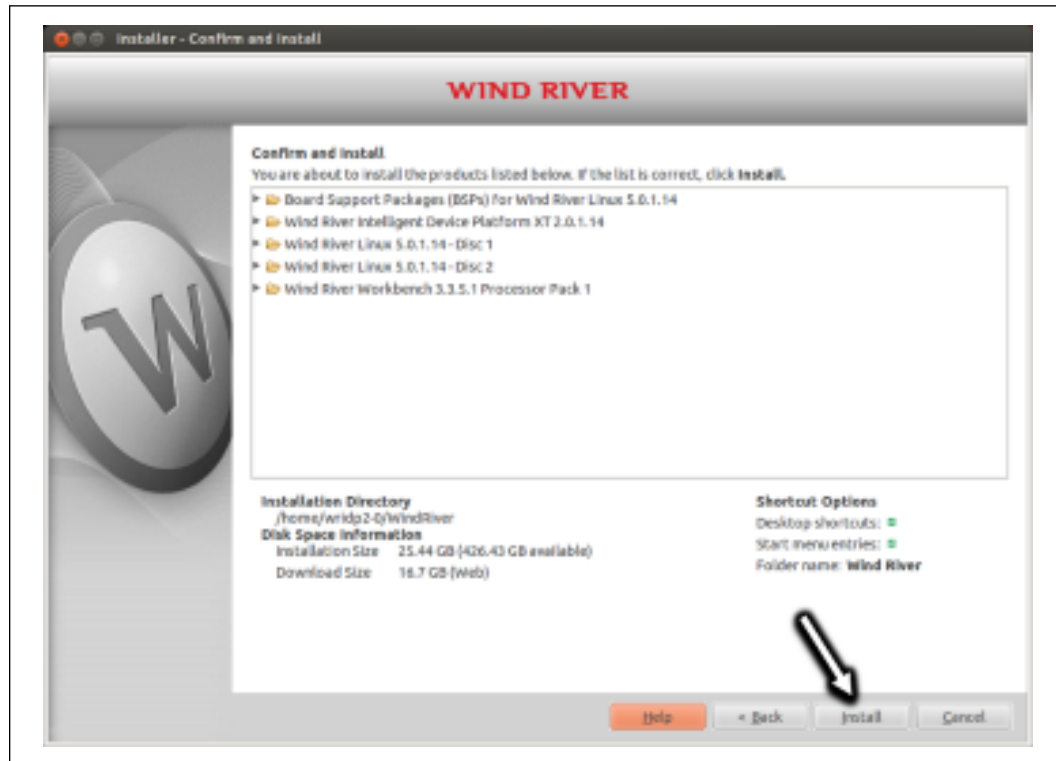 Installer - Confirm and Install
WIND RIVER
Confirm and Install
You are about to install the products listed below. If the list is correct, click Install.
Board Support Packages (BSPs) for Wind River Linux 5.0.1.14
Wind River Intelligent Device Platform XT 2.0.1.14
Wind River Linux 5.0.1.14 - Disc 1
Wind River Linux 5.0.1.14 - Disc 2
Wind River Workbench 3.3.5.1 Processor Pack 1
W
Installation Directory
/home/wridp2-0/WindRiver
Disk Space Information
Installation Size 25.44 GB (426.43 GB available)
Download Size 16.7 GB (Web)
Shortcut Options
Desktop shortcuts:
Start menu entries:
Folder name: Wind River
Help
< Back
Install
Cancel